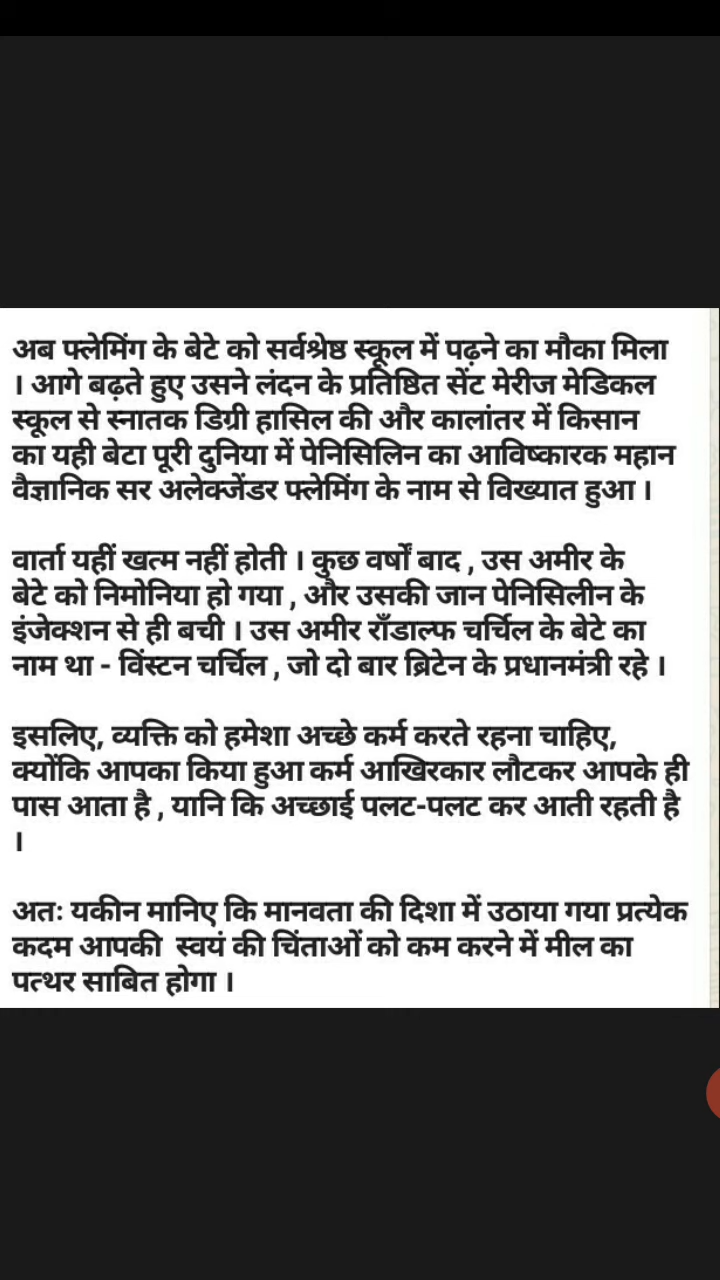 अब फ्लेमिंग के बेटे को सर्वश्रेष्ठ स्कूल में पढ़ने का मौका मिला
। आगे बढ़ते हुए उसने लंदन के प्रतिष्ठित सेंट मेरीज मेडिकल
स्कूल से स्नातक डिग्री हासिल की और कालांतर में किसान
का यही बेटा पूरी दुनिया में पेनिसिलिन का आविष्कारक महान
वैज्ञानिक सर अलेक्जेंडर फ्लेमिंग के नाम से विख्यात हुआ ।
वार्ता यहीं खत्म नहीं होती । कुछ वर्षों बाद , उस अमीर के
बेटे को निमोनिया हो गया , और उसकी जान पेनिसिलीन के
इंजेक्शन से ही बची । उस अमीर राँडाल्फ चर्चिल के बेटे का
नाम था - विंस्टन चर्चिल , जो दो बार ब्रिटेन के प्रधानमंत्री रहे ।
इसलिए, व्यक्ति को हमेशा अच्छे कर्म करते रहना चाहिए,
क्योंकि आपका किया हुआ कर्म आखिरकार लौटकर आपके ही
पास आता है , यानि कि अच्छाई पलट-पलट कर आती रहती है
।
अतः यकीन मानिए कि मानवता की दिशा में उठाया गया प्रत्येक
कदम आपकी  स्वयं की चिंताओं को कम करने में मील का
पत्थर साबित होगा ।